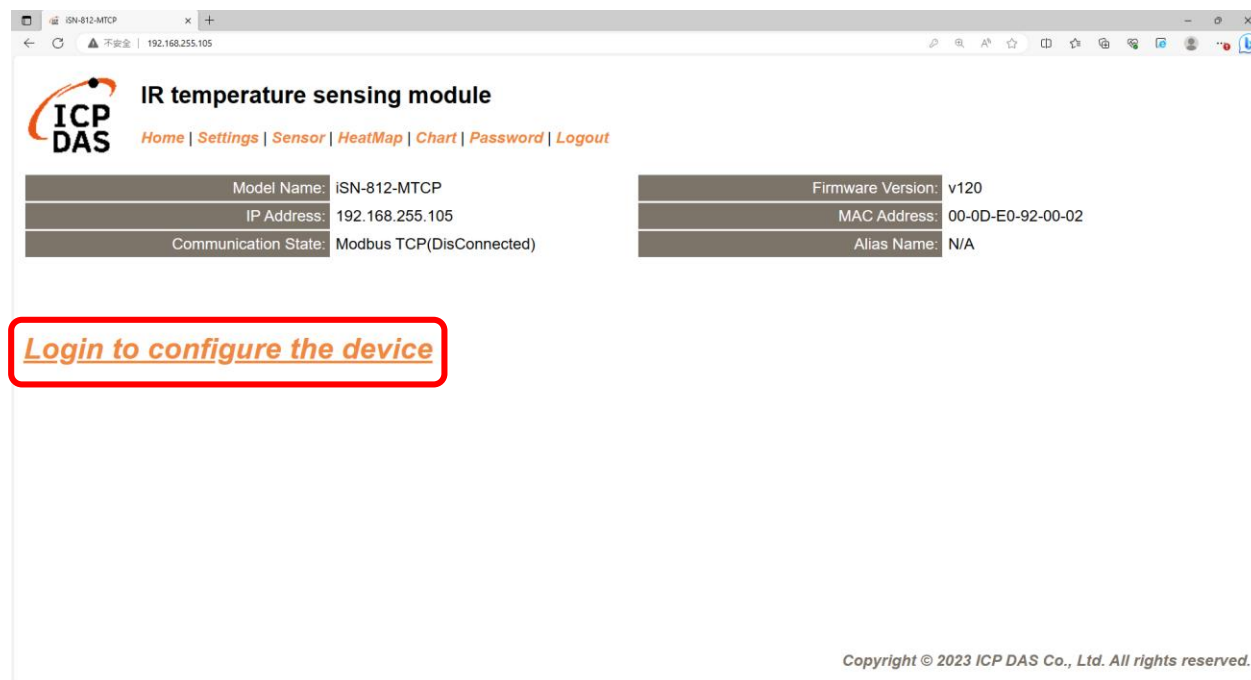 iSN-812-MTCP
不安全 | 192.168.255.105
ICP
DAS
IR temperature sensing module
Home | Settings | Sensor | HeatMap | Chart | Password | Logout
Model Name: iSN-812-MTCP Firmware Version: v120
IP Address: 192.168.255.105 MAC Address: 00-0D-E0-92-00-02
Communication State: Modbus TCP(DisConnected) Alias Name: N/A
Login to configure the device
Copyright © 2023 ICP DAS Co., Ltd. All rights reserved.